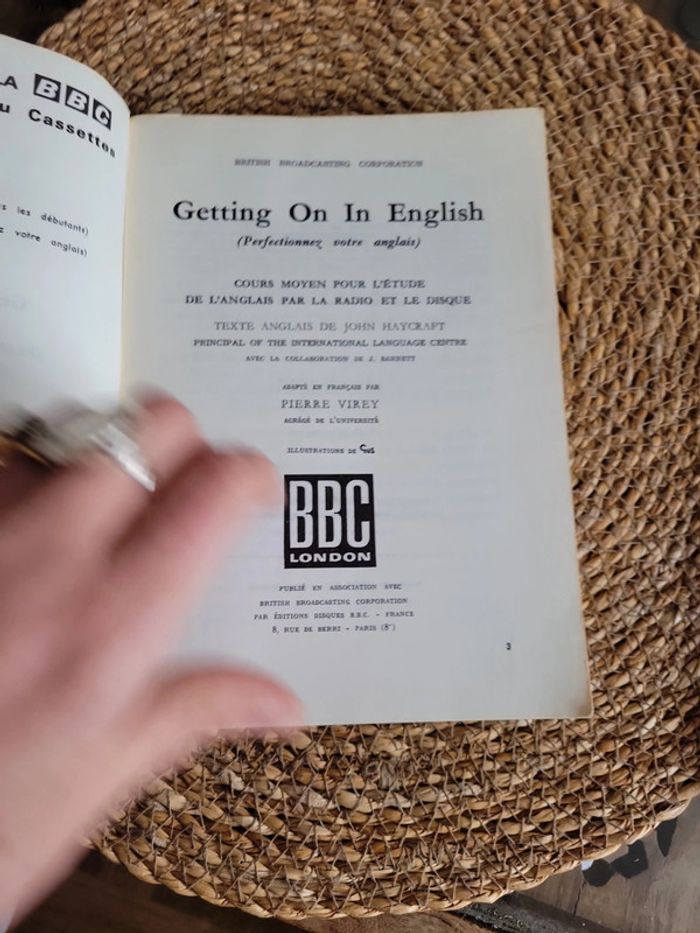 LA BBC
u Cassettes
les débutants)
votre anglais)
BRITISH BROADCASTING CORPORATION
Getting On In English
(Perfectionnez votre anglais)
COURS MOYEN POUR L'ÉTUDE
DE L'ANGLAIS PAR LA RADIO ET LE DISQUE
TEXTE ANGLAIS DE JOHN HAYCRAFT
PRINCIPAL OF THE INTERNATIONAL LANGUAGE CENTRE
AVEC LA COLLABORATION DE J. BARNETT
ADAPTÉ EN FRANÇAIS PAR
PIERRE VIREY
AGRÉGÉ DE L'UNIVERSITÉ
ILLUSTRATIONS DE GUS
BBC
LONDON
PUBLIÉ EN ASSOCIATION AVEC
BRITISH BROADCASTING CORPORATION
PAR ÉDITIONS DISQUES B.B.C. - FRANCE
8, RUE DE BERRI - PARIS (8e)
3